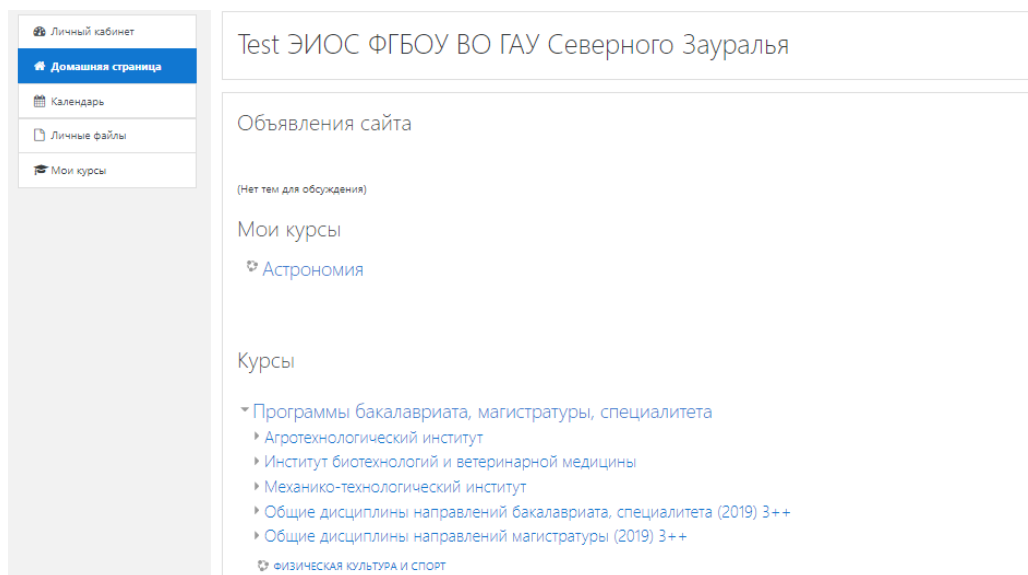 Личный кабинет
Домашняя страница
Календарь
Личные файлы
Мои курсы
Test ЭИОС ФГБОУ ВО ГАУ Северного Зауралья
Объявления сайта
(Нет тем для обсуждения)
Мои курсы
Астрономия
Курсы
Программы бакалавриата, магистратуры, специалитета
Агротехнологический институт
Институт биотехнологий и ветеринарной медицины
Механико-технологический институт
Общие дисциплины направлений бакалавриата, специалитета (2019) 3++
Общие дисциплины направлений магистратуры (2019) 3++
ФИЗИЧЕСКАЯ КУЛЬТУРА И СПОРТ